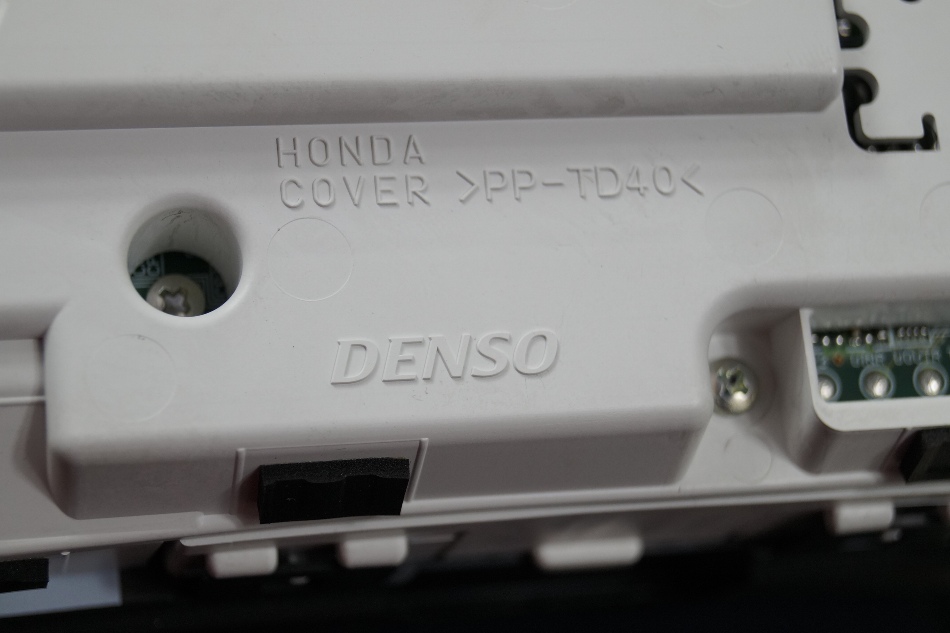 HONDA
COVER >PP-TD40<
DENSO